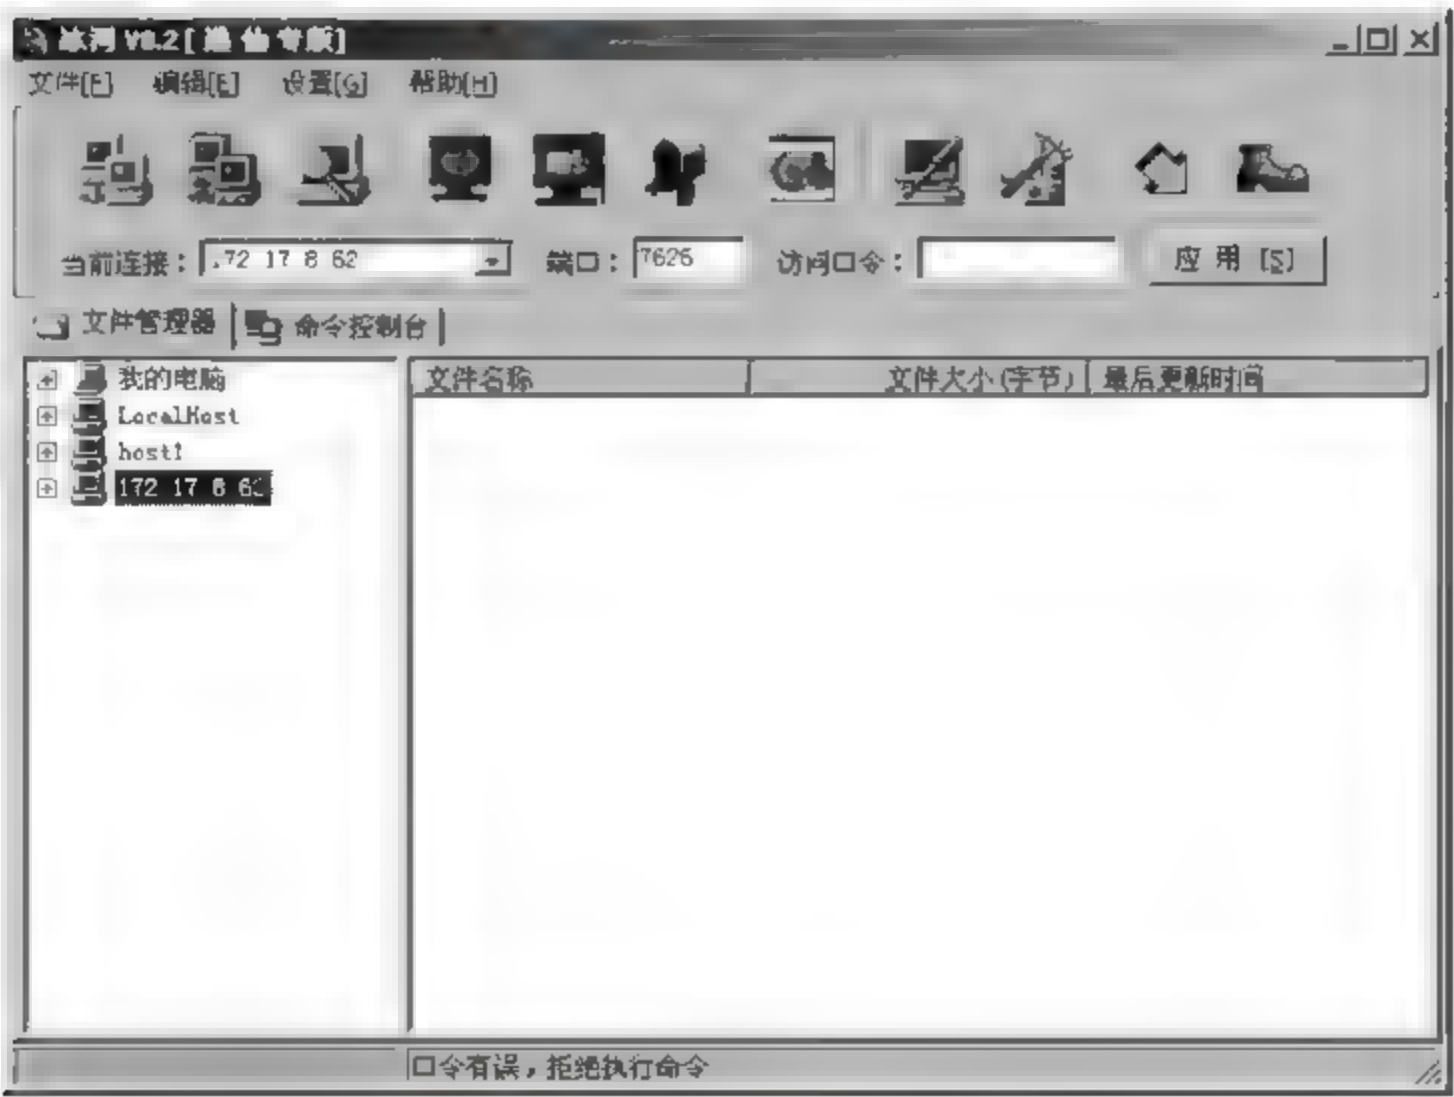 冰河 V8.2 [ 专版]
文件[F] 编辑[E] 设置[G] 帮助[H]
当前连接： .72 17 8 62 端口： 7626 访问口令： 应 用 [S]
文件管理器 命令控制台
文件名称 文件大小(字节) 最后更新时间
我的电脑
LocalHost
host1
172 17 8 62
口令有误，拒绝执行命令